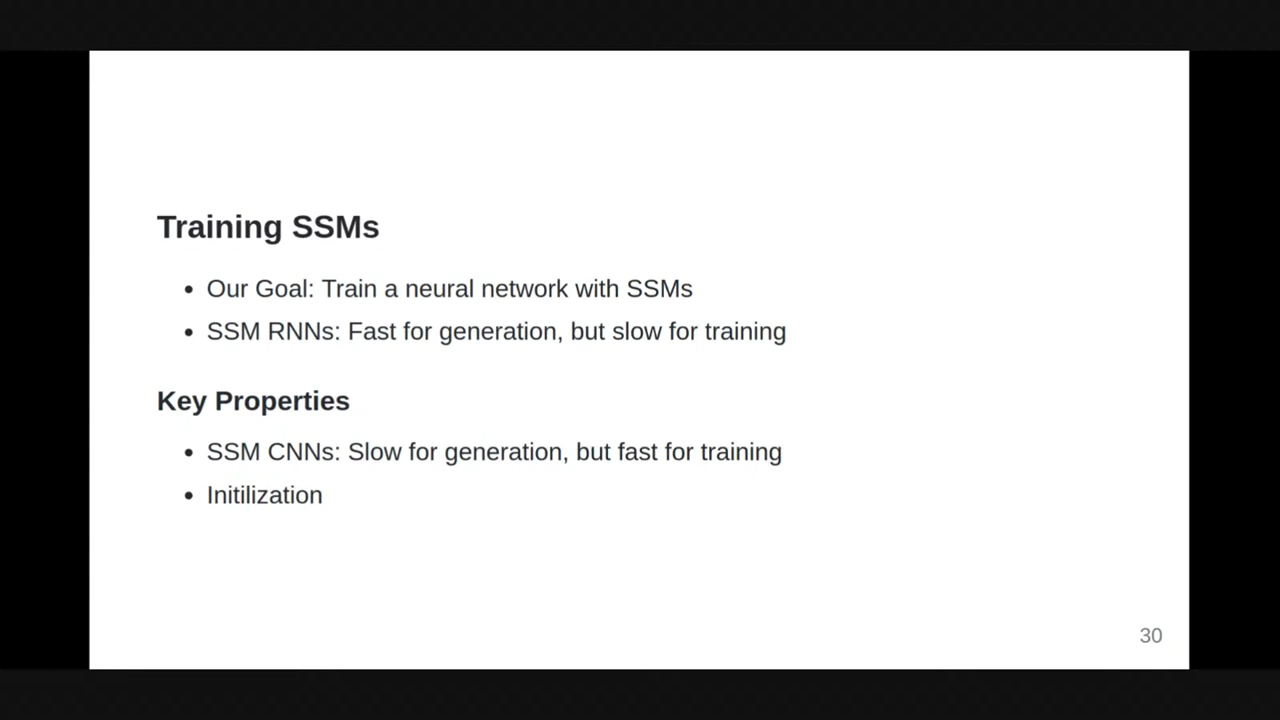 Training SSMs
• Our Goal: Train a neural network with SSMs
• SSM RNNs: Fast for generation, but slow for training
Key Properties
• SSM CNNs: Slow for generation, but fast for training
• Initilization
30